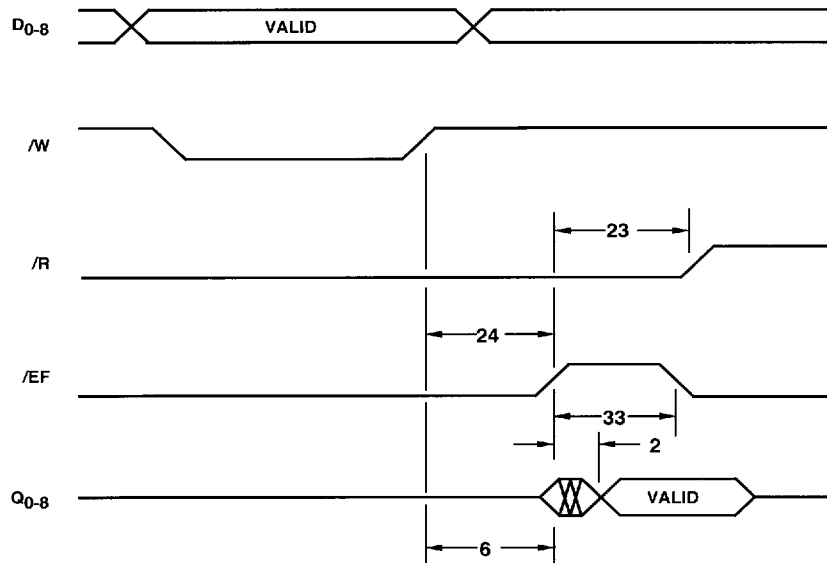 D0-8
VALID
/W
23
/R
24
/EF
33
2
Q0-8
VALID
6